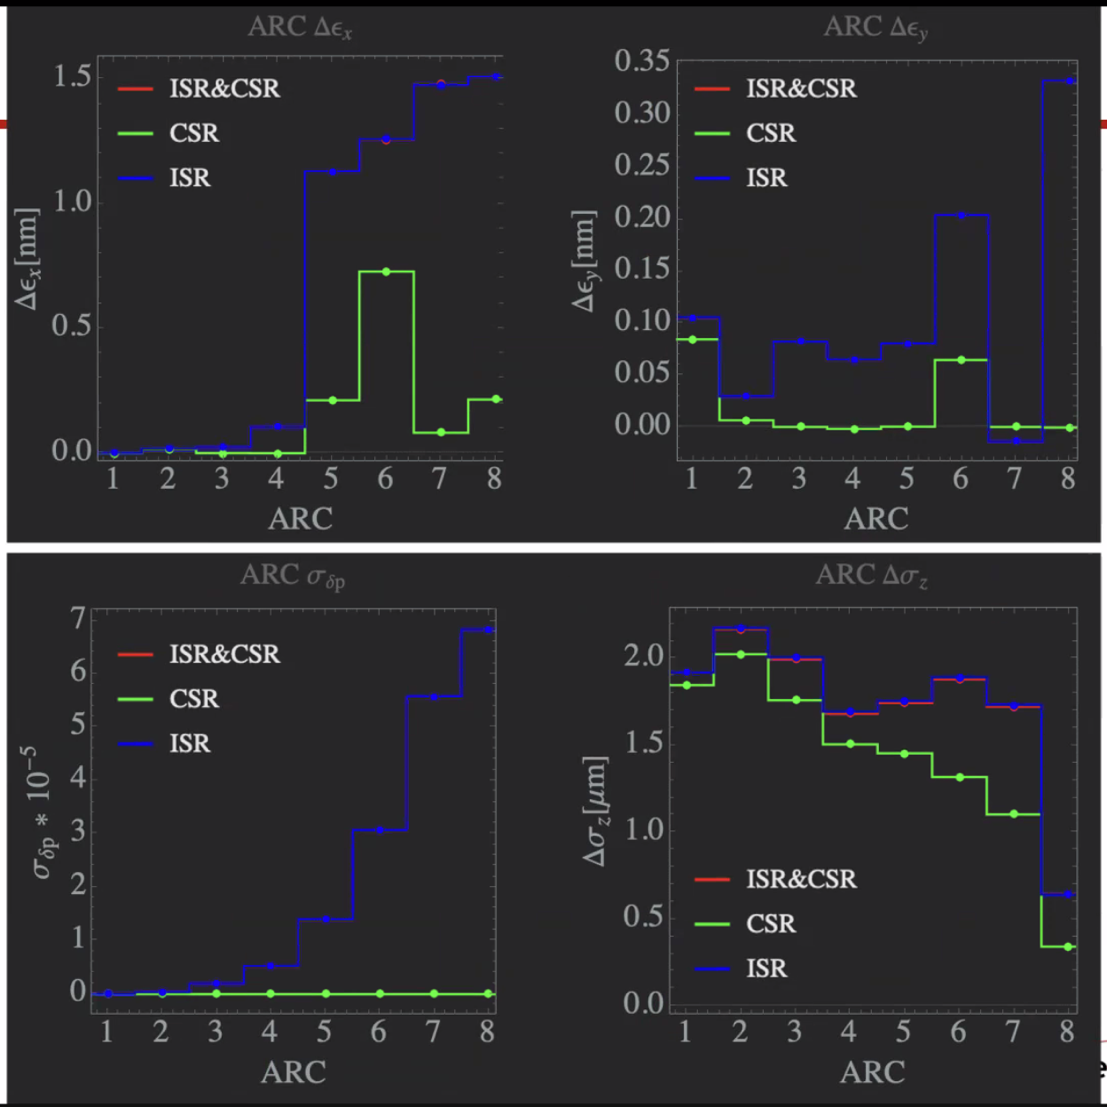 ARC Δϵx
1.5
1.0
0.5
0.0
Δϵx[nm]
ISR&CSR
CSR
ISR
1 2 3 4 5 6 7 8
ARC
ARC Δϵy
0.35
0.30
0.25
0.20
0.15
0.10
0.05
0.00
Δϵy[nm]
ISR&CSR
CSR
ISR
1 2 3 4 5 6 7 8
ARC
ARC σδp
7
6
5
4
3
2
1
0
σδp * 10⁻⁵
ISR&CSR
CSR
ISR
1 2 3 4 5 6 7 8
ARC
ARC Δσz
2.0
1.5
1.0
0.5
0.0
Δσz[μm]
ISR&CSR
CSR
ISR
1 2 3 4 5 6 7 8
ARC